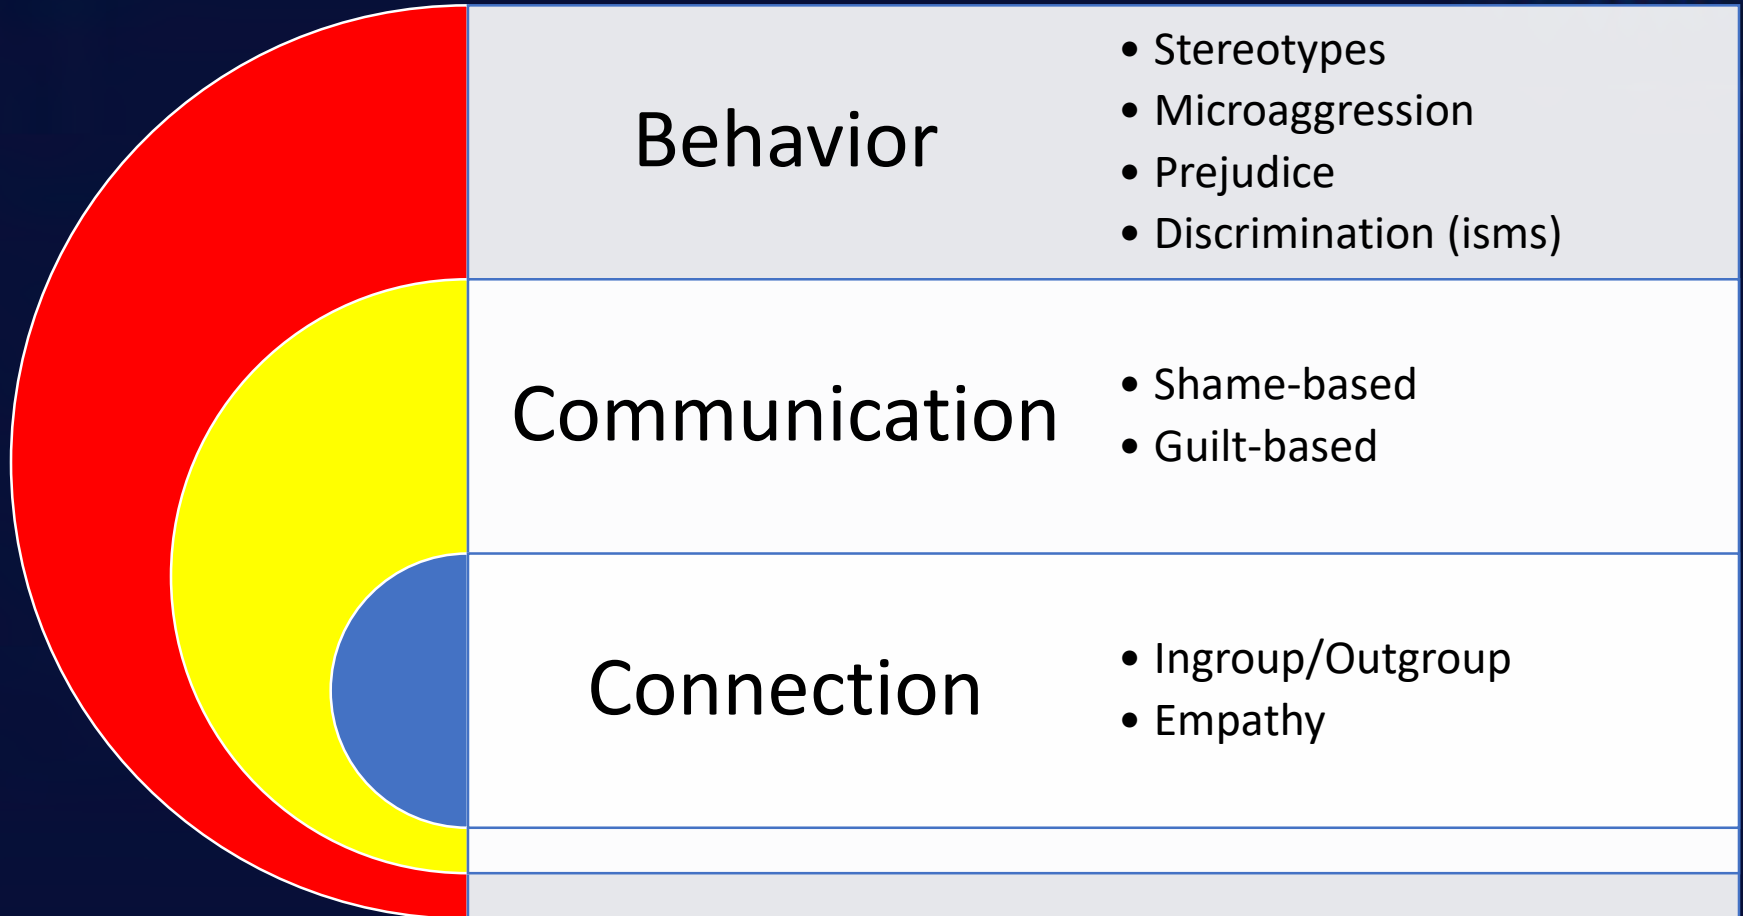 Behavior
• Stereotypes
• Microaggression
• Prejudice
• Discrimination (isms)
Communication
• Shame-based
• Guilt-based
Connection
• Ingroup/Outgroup
• Empathy